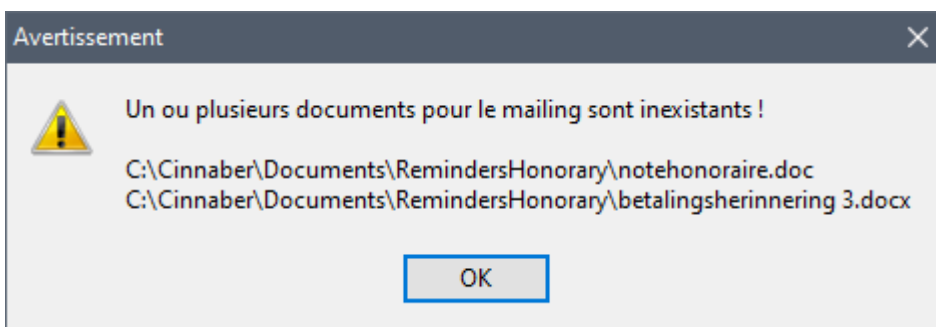 Avertissement
Un ou plusieurs documents pour le mailing sont inexistants !
C:\Cinnaber\Documents\RemindersHonorary\notehonoraire.doc
C:\Cinnaber\Documents\RemindersHonorary\betalingsherinnering 3.docx
OK